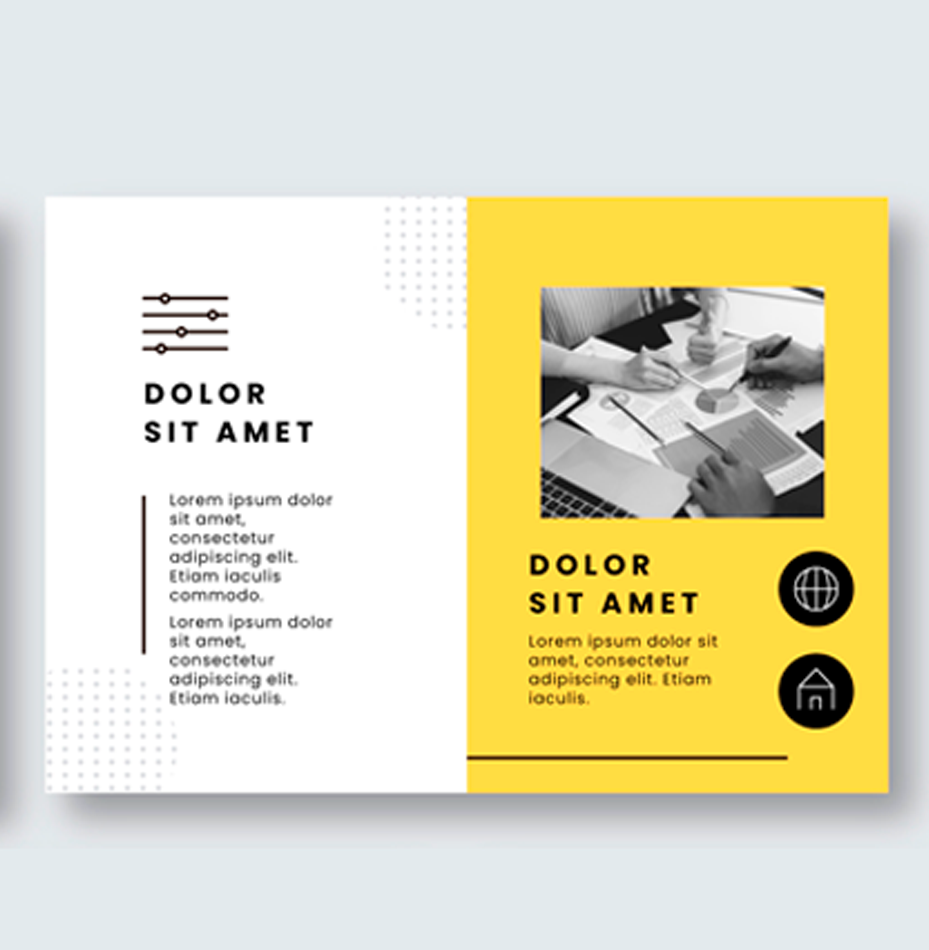 DOLOR
SIT AMET
Lorem ipsum dolor
sit amet,
consectetur
adipiscing elit.
Etiam iaculis
commodo.
Lorem ipsum dolor
sit amet,
consectetur
adipiscing elit.
Etiam iaculis.
DOLOR
SIT AMET
Lorem ipsum dolor sit
amet, consectetur
adipiscing elit. Etiam
iaculis.